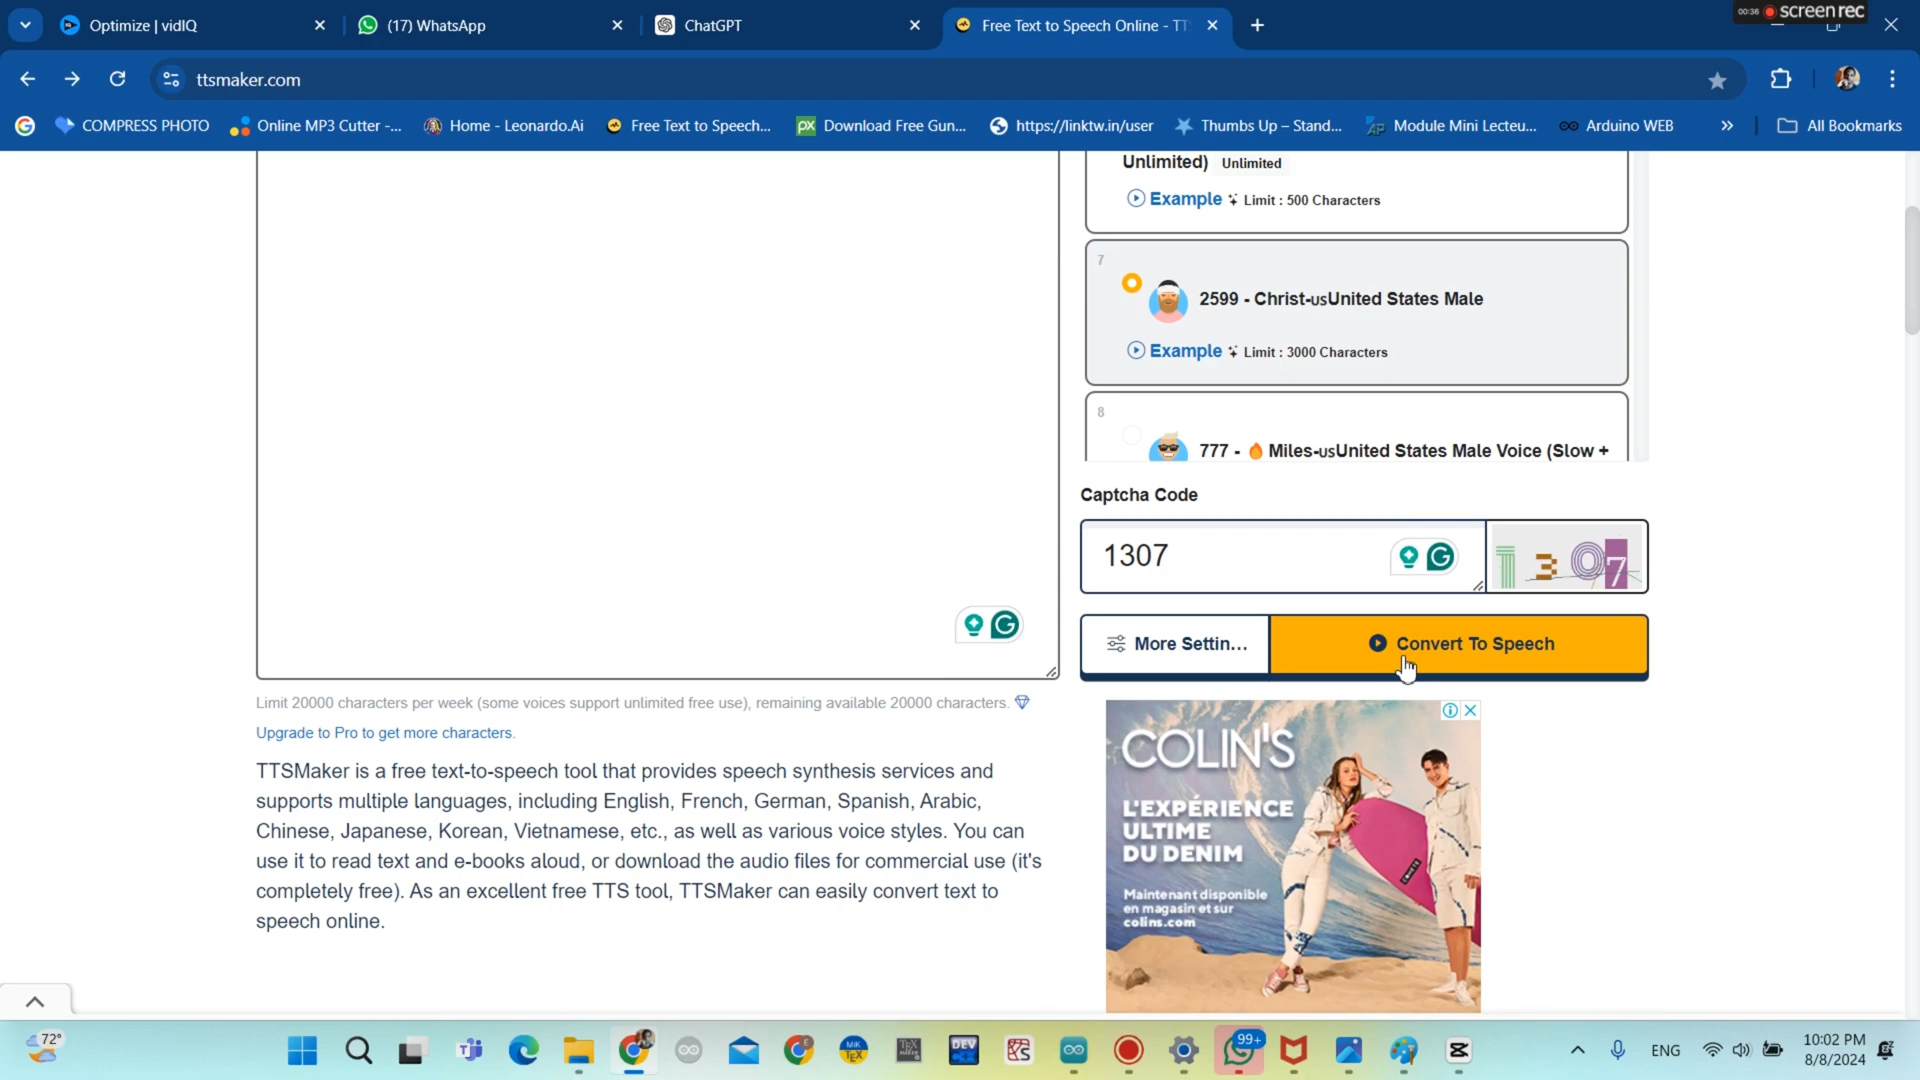 00:36 screenrec
Optimize | vidIQ
(17) WhatsApp
ChatGPT
Free Text to Speech Online - TT
ttsmaker.com
COMPRESS PHOTO
Online MP3 Cutter -...
Home - Leonardo.Ai
Free Text to Speech...
Download Free Gun...
https://linktw.in/user
Thumbs Up – Stand...
Module Mini Lecteu...
Arduino WEB
All Bookmarks
Unlimited) Unlimited
Example Limit : 500 Characters
7
2599 - Christ-USUnited States Male
Example Limit : 3000 Characters
8
777 - Miles-USUnited States Male Voice (Slow +
Captcha Code
1307
1307
More Settin...
Convert To Speech
Limit 20000 characters per week (some voices support unlimited free use), remaining available 20000 characters.
Upgrade to Pro to get more characters.
TTSMaker is a free text-to-speech tool that provides speech synthesis services and
supports multiple languages, including English, French, German, Spanish, Arabic,
Chinese, Japanese, Korean, Vietnamese, etc., as well as various voice styles. You can
use it to read text and e-books aloud, or download the audio files for commercial use (it's
completely free). As an excellent free TTS tool, TTSMaker can easily convert text to
speech online.
COLIN'S
L'EXPÉRIENCE
ULTIME
DU DENIM
Maintenant disponible
en magasin et sur
colins.com
72°
99+
ENG
10:02 PM
8/8/2024